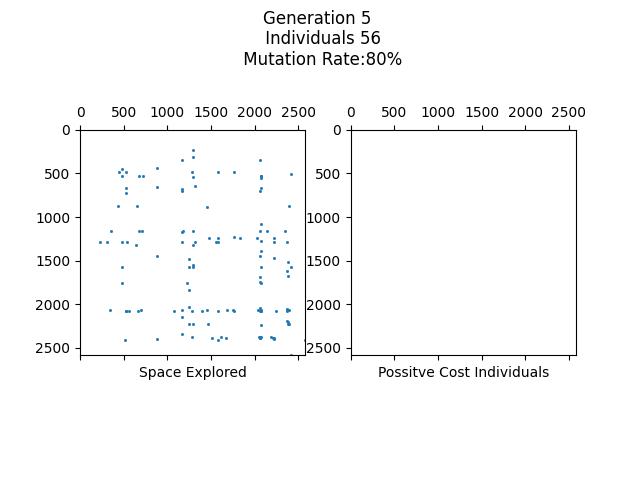 Generation 5
Individuals 56
Mutation Rate:80%
0 500 1000 1500 2000 2500 0 500 1000 1500 2000 2500
0 0
500 500
1000 1000
1500 1500
2000 2000
2500 2500
Space Explored Possitve Cost Individuals